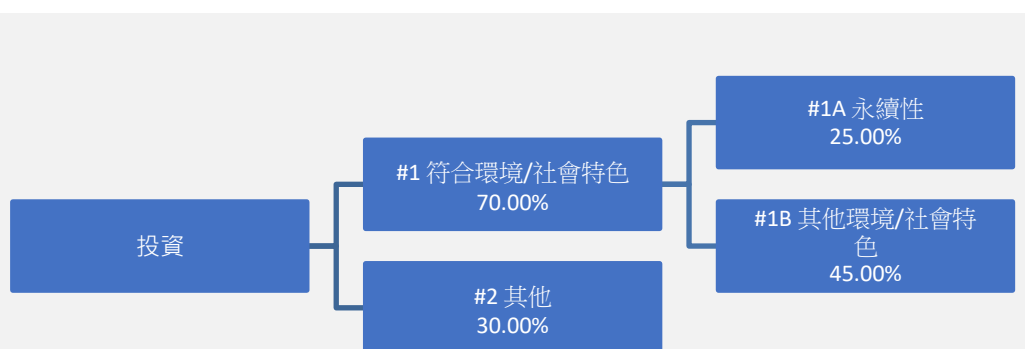 #1A 永續性
25.00%
#1 符合環境/社會特色
70.00%
#1B 其他環境/社會特
色
45.00%
投資
#2 其他
30.00%